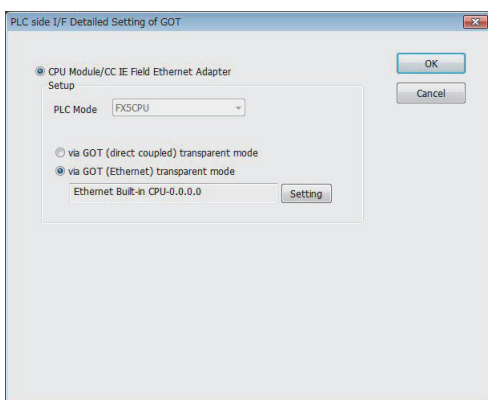 PLC side I/F Detailed Setting of GOT
CPU Module/CC IE Field Ethernet Adapter
OK
Setup
Cancel
PLC Mode FX5CPU
via GOT (direct coupled) transparent mode
via GOT (Ethernet) transparent mode
Ethernet Built-in CPU-0.0.0.0 Setting